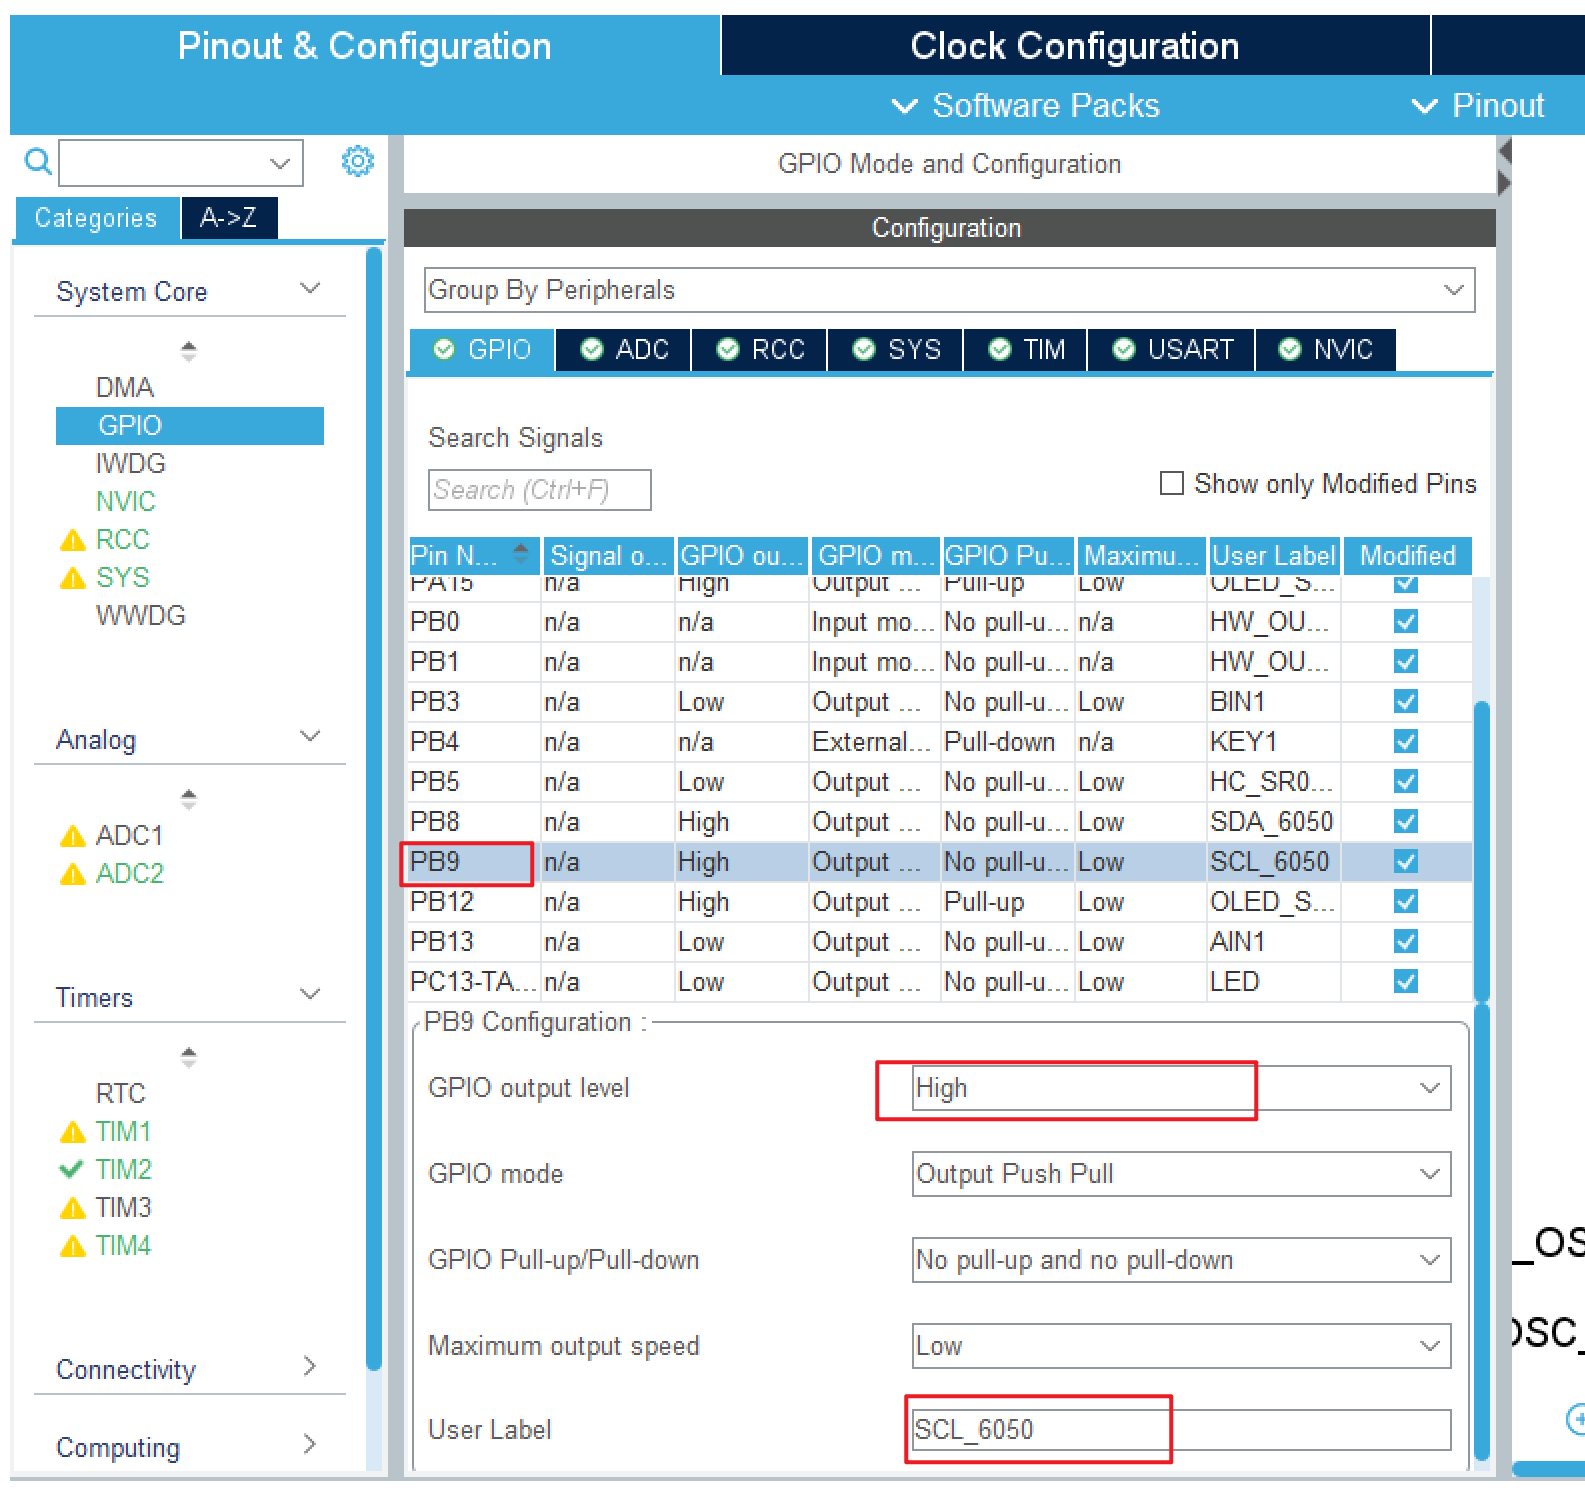 Pinout & Configuration
Clock Configuration
Software Packs
Pinout
GPIO Mode and Configuration
Categories
A->Z
Configuration
System Core
Group By Peripherals
GPIO
ADC
RCC
SYS
TIM
USART
NVIC
DMA
GPIO
IWDG
NVIC
RCC
SYS
WWDG
Search Signals
Search (Ctrl+F)
Show only Modified Pins
Pin N... Signal o... GPIO ou... GPIO m... GPIO Pu... Maximu... User Label Modified
PA15 n/a High Output ... Pull-up Low OLED_S...
PB0 n/a n/a Input mo... No pull-u... n/a HW_OU...
PB1 n/a n/a Input mo... No pull-u... n/a HW_OU...
PB3 n/a Low Output ... No pull-u... Low BIN1
PB4 n/a n/a External... Pull-down n/a KEY1
PB5 n/a Low Output ... No pull-u... Low HC_SR0...
PB8 n/a High Output ... No pull-u... Low SDA_6050
PB9 n/a High Output ... No pull-u... Low SCL_6050
PB12 n/a High Output ... Pull-up Low OLED_S...
PB13 n/a Low Output ... No pull-u... Low AIN1
PC13-TA... n/a Low Output ... No pull-u... Low LED
Analog
ADC1
ADC2
Timers
RTC
TIM1
TIM2
TIM3
TIM4
Connectivity
Computing
PB9 Configuration :
GPIO output level High
GPIO mode Output Push Pull
GPIO Pull-up/Pull-down No pull-up and no pull-down
Maximum output speed Low
User Label SCL_6050